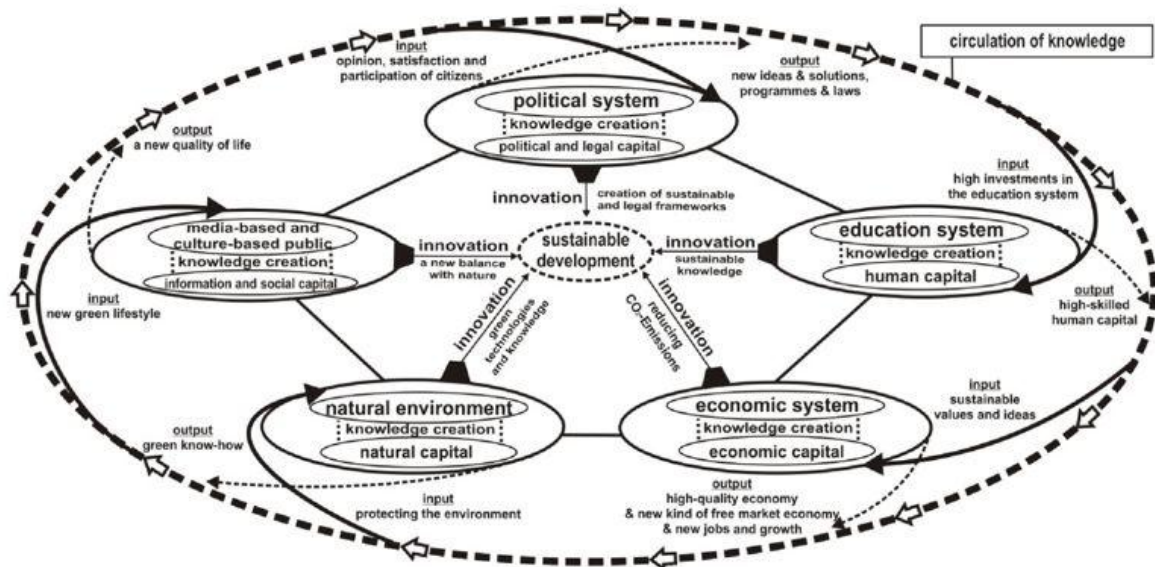 circulation of knowledge
input
opinion, satisfaction and
participation of citizens
output
new ideas & solutions,
programmes & laws
political system
knowledge creation
political and legal capital
output
a new quality of life
input
high investments in
the education system
innovation
creation of sustainable
and legal frameworks
media-based and
culture-based public
knowledge creation
information and social capital
innovation
a new balance
with nature
sustainable
development
innovation
sustainable
knowledge
education system
knowledge creation
human capital
input
new green lifestyle
output
high-skilled
human capital
innovation
green
technologies
and knowledge
innovation
reducing
CO₂-Emissions
natural environment
knowledge creation
natural capital
economic system
knowledge creation
economic capital
input
sustainable
values and ideas
output
green know-how
input
protecting the environment
output
high-quality economy
& new kind of free market economy
& new jobs and growth